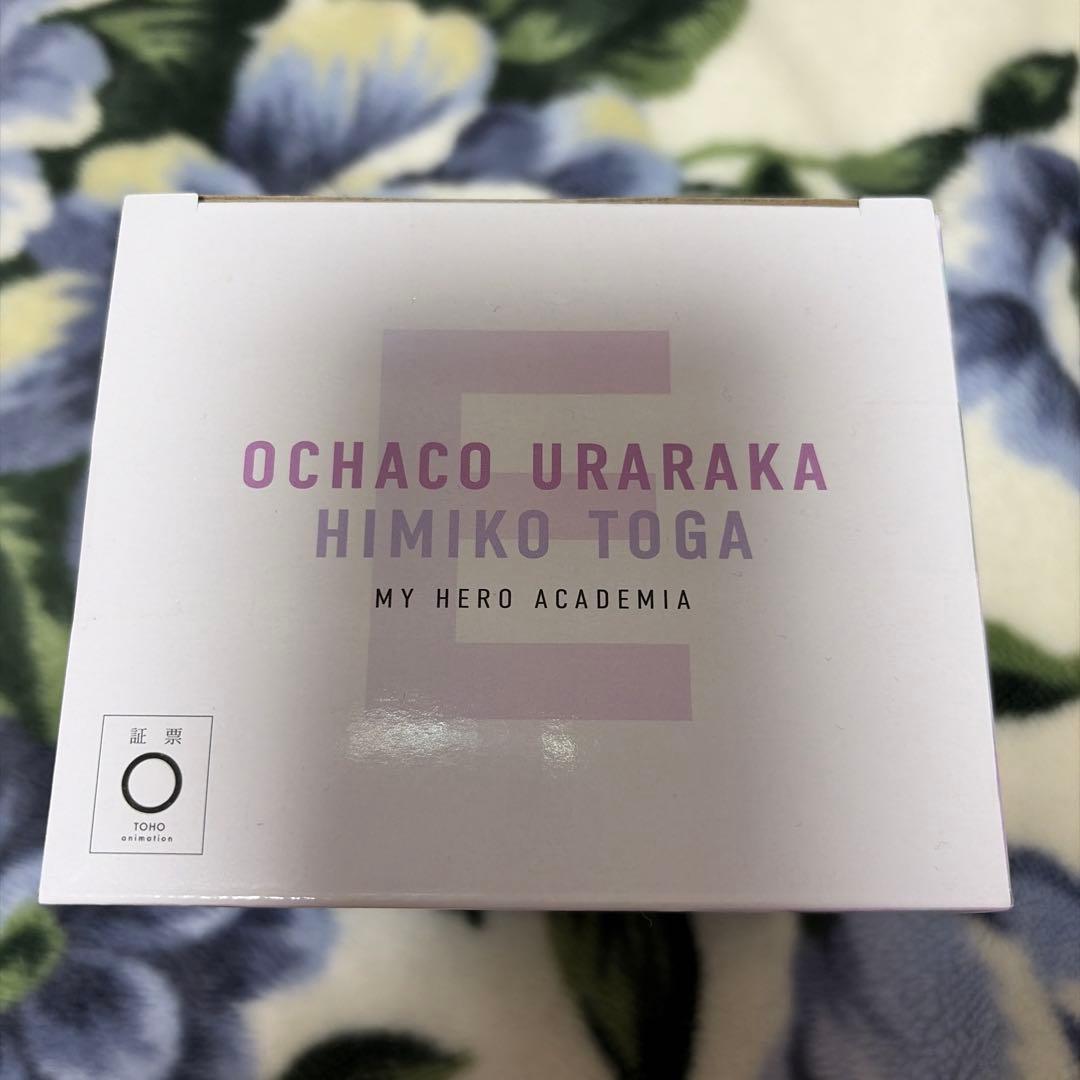 E
OCHACO URARAKA
HIMIKO TOGA
MY HERO ACADEMIA
証票
TOHO
animation